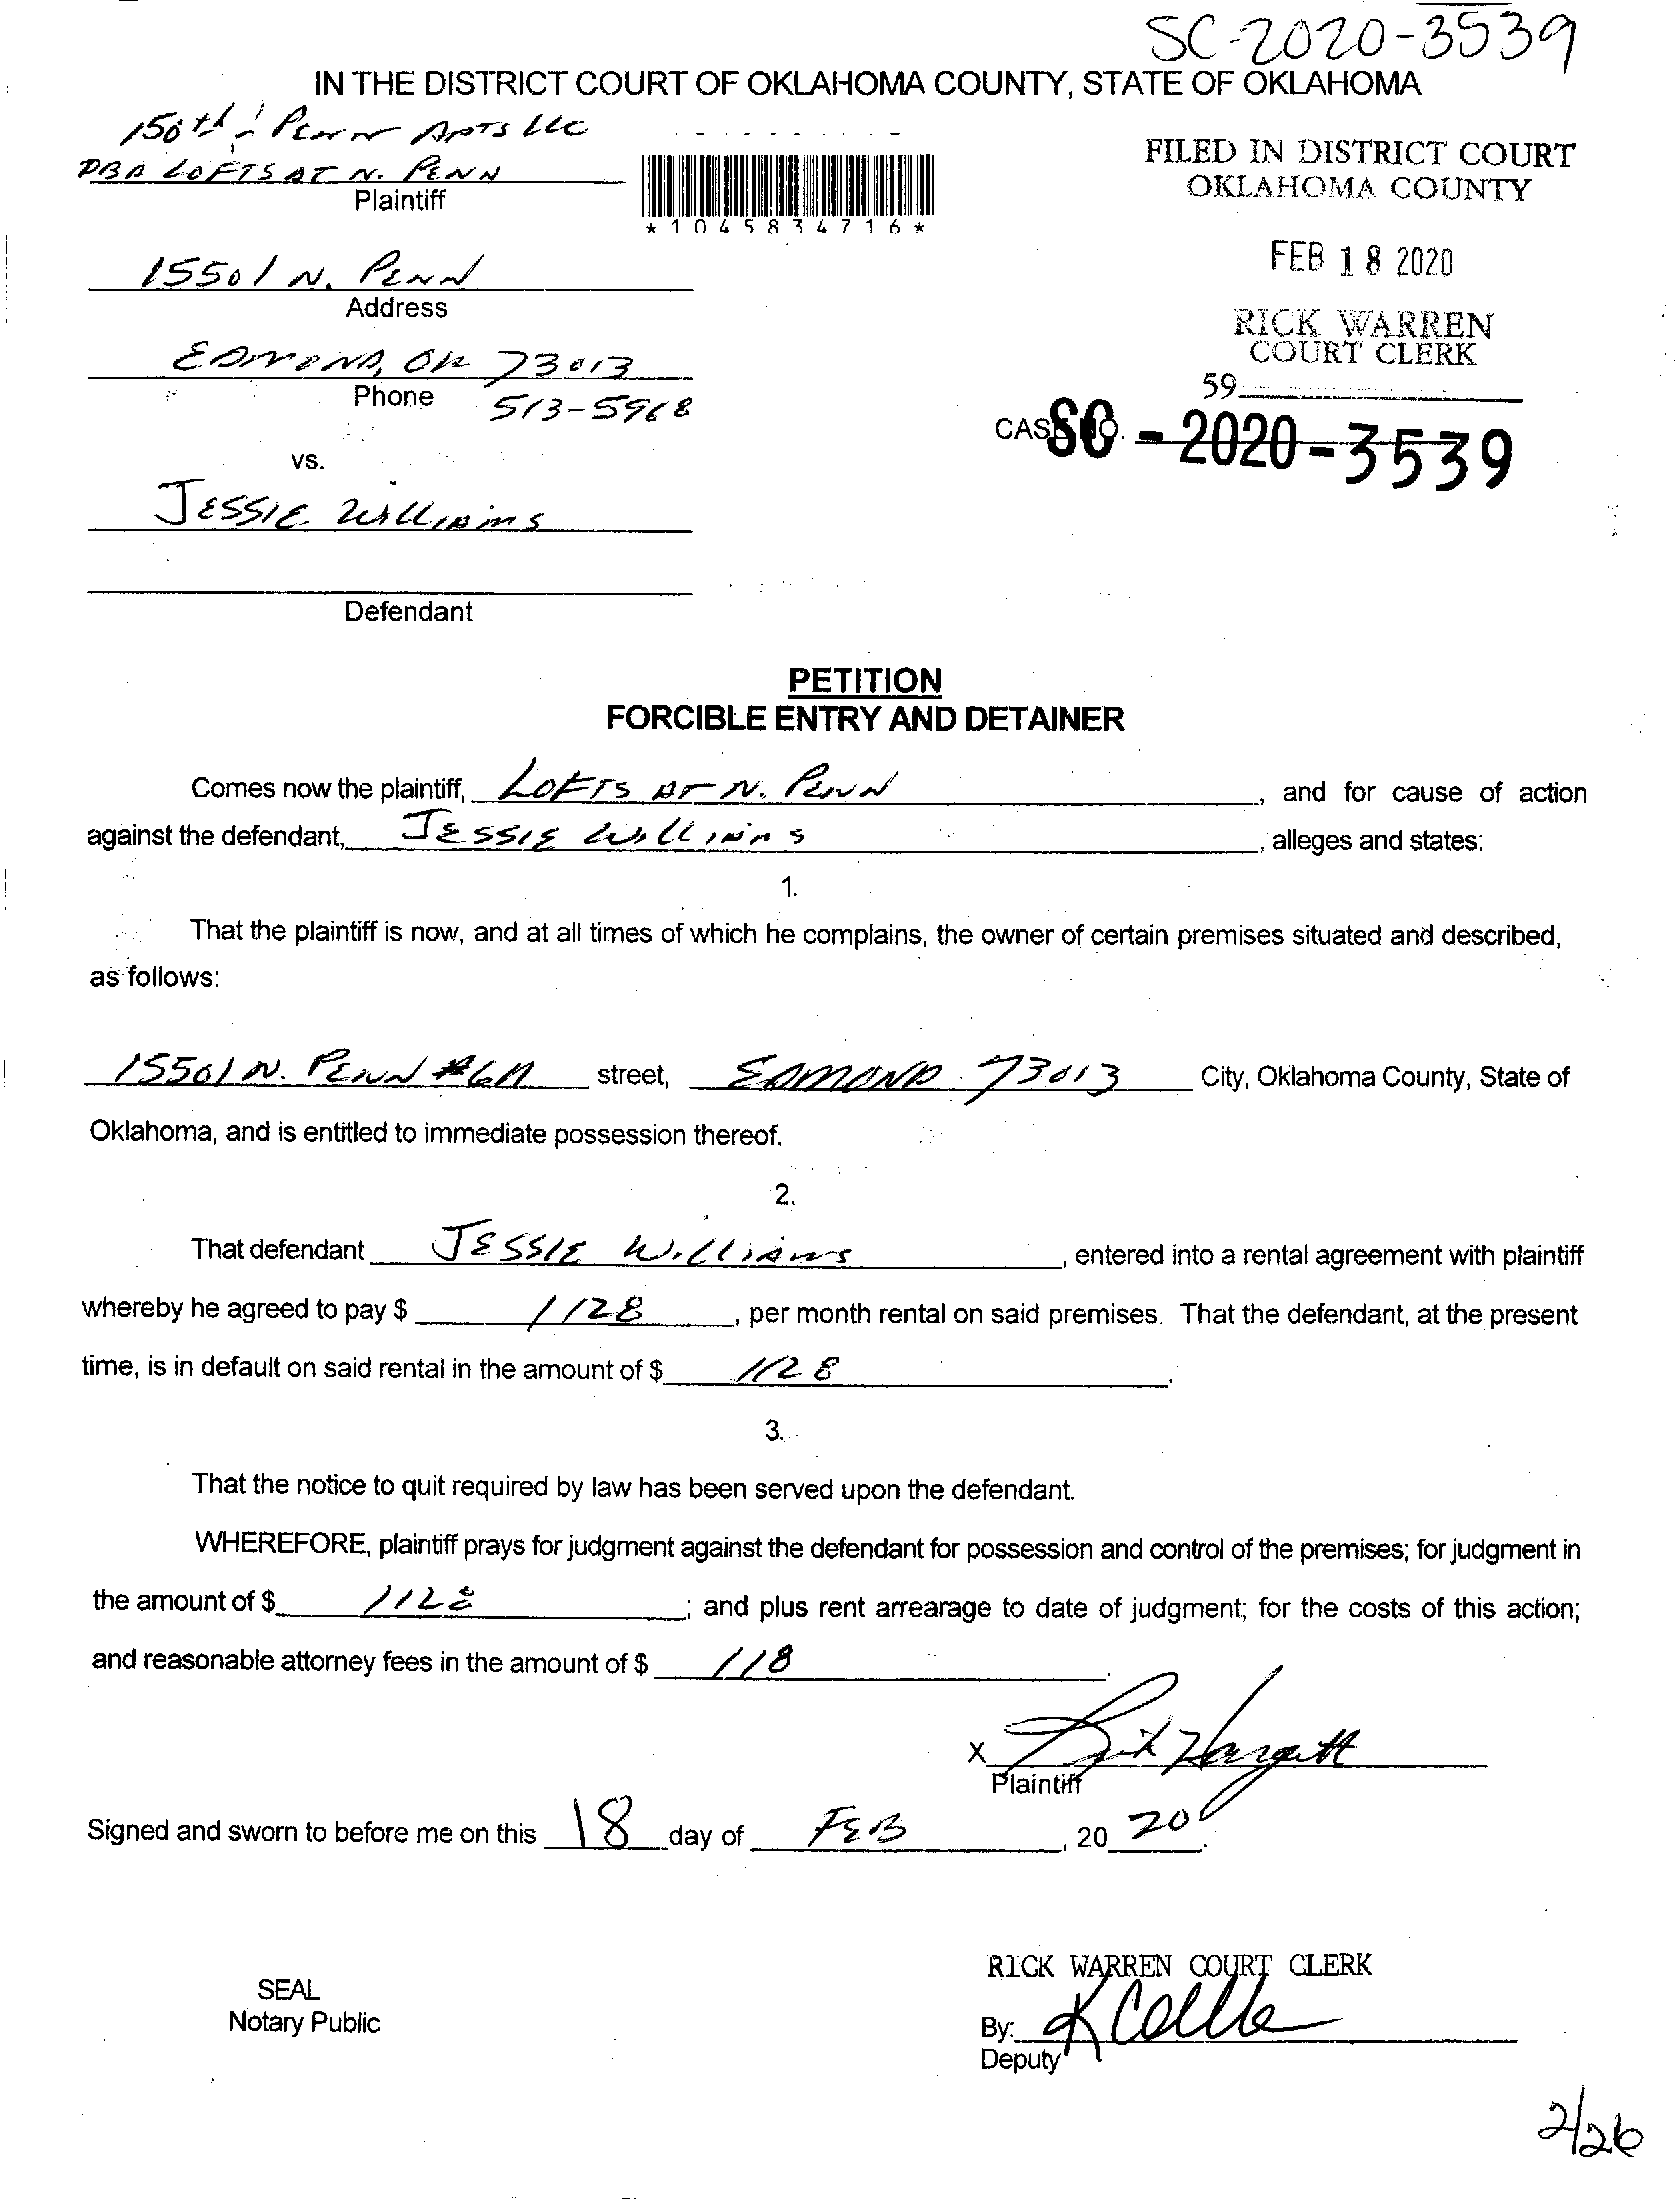 SC-2020-3539
IN THE DISTRICT COURT OF OKLAHOMA COUNTY, STATE OF OKLAHOMA
150th & PENN APTS LLC
DBA LOFTS AT N. PENN
Plaintiff
*1045834716*
FILED IN DISTRICT COURT
OKLAHOMA COUNTY
FEB 18 2020
RICK WARREN
COURT CLERK
59
15501 N. PENN
Address
EDMOND, OK 73013
Phone 513-5968
CASE NO. SC-2020-3539
vs.
JESSIE WILLIAMS
Defendant
PETITION
FORCIBLE ENTRY AND DETAINER
Comes now the plaintiff, LOFTS AT N. PENN, and for cause of action
against the defendant, JESSIE WILLIAMS, alleges and states:
1.
That the plaintiff is now, and at all times of which he complains, the owner of certain premises situated and described,
as follows:
15501 N. PENN #6A street, EDMOND 73013 City, Oklahoma County, State of
Oklahoma, and is entitled to immediate possession thereof.
2.
That defendant JESSIE WILLIAMS, entered into a rental agreement with plaintiff
whereby he agreed to pay $ 1128, per month rental on said premises. That the defendant, at the present
time, is in default on said rental in the amount of $ 1128.
3.
That the notice to quit required by law has been served upon the defendant.
WHEREFORE, plaintiff prays for judgment against the defendant for possession and control of the premises; for judgment in
the amount of $ 1128; and plus rent arrearage to date of judgment; for the costs of this action;
and reasonable attorney fees in the amount of $ 118.
X
Plaintiff
Signed and sworn to before me on this 18 day of FEB, 20 20.
SEAL
Notary Public
RICK WARREN COURT CLERK
By:
Deputy
2/26